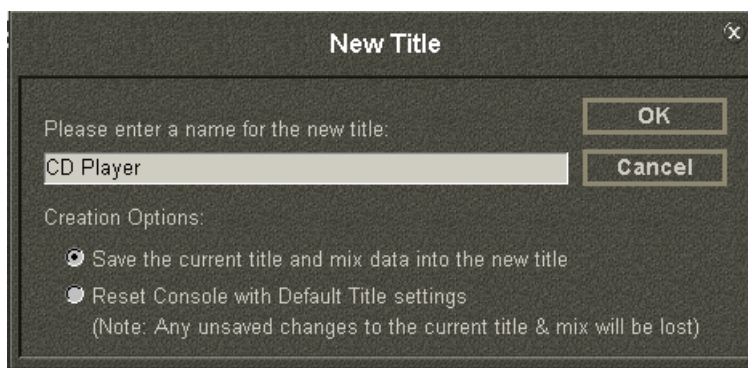 New Title
Please enter a name for the new title:
OK
CD Player
Cancel
Creation Options:
Save the current title and mix data into the new title
Reset Console with Default Title settings
(Note: Any unsaved changes to the current title & mix will be lost)